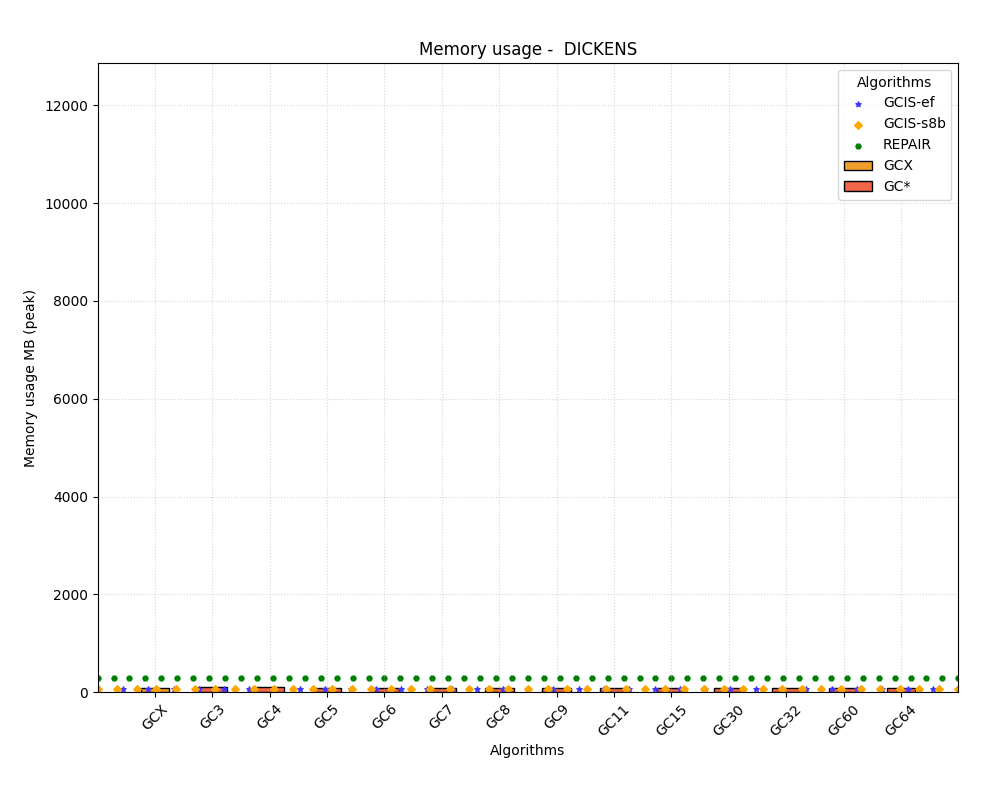 Memory usage -  DICKENS
Algorithms
GCIS-ef
GCIS-s8b
REPAIR
GCX
GC*
12000
10000
8000
6000
4000
2000
0
Memory usage MB (peak)
GCX
GC3
GC4
GC5
GC6
GC7
GC8
GC9
GC11
GC15
GC30
GC32
GC60
GC64
Algorithms